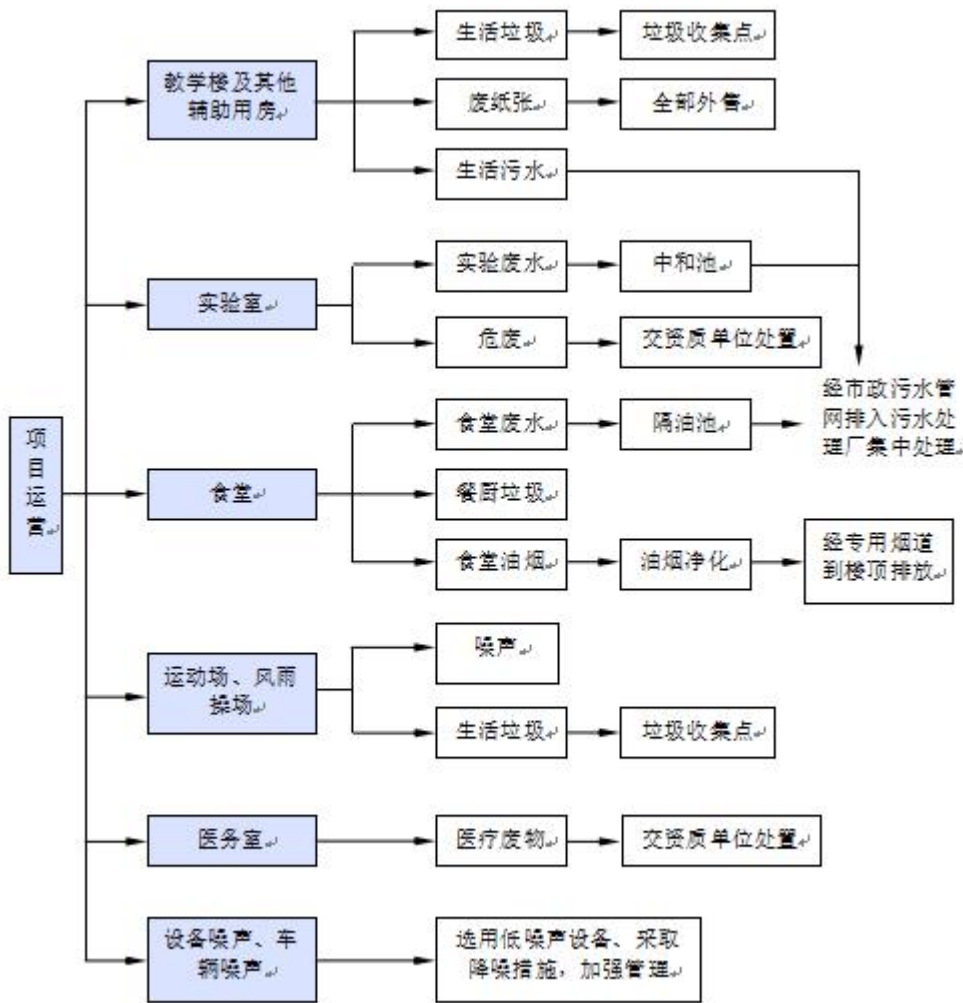 生活垃圾
垃圾收集点
教学楼及其他
辅助用房
废纸张
全部外售
生活污水
实验废水
中和池
实验室
危废
交资质单位处置
经市政污水管
网排入污水处
理厂集中处理
食堂废水
隔油池
项
目
运
营
食堂
餐厨垃圾
食堂油烟
油烟净化
经专用烟道
到楼顶排放
噪声
运动场、风雨
操场
生活垃圾
垃圾收集点
医务室
医疗废物
交资质单位处置
设备噪声、车
辆噪声
选用低噪声设备、采取
降噪措施，加强管理